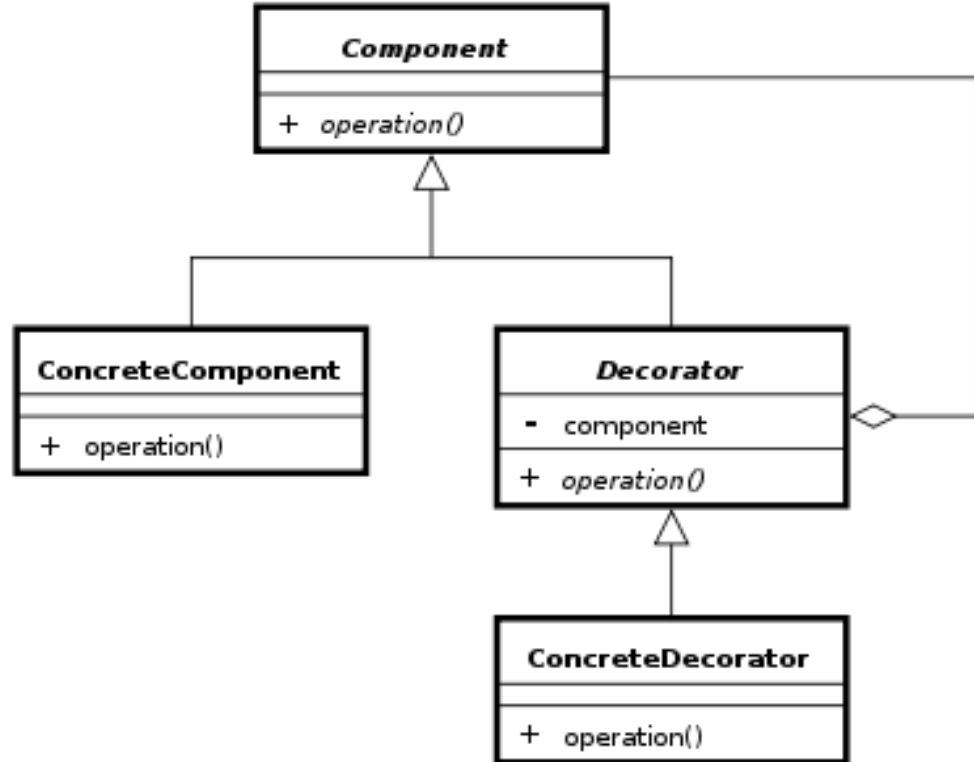 Component
+ operation()
ConcreteComponent
+ operation()
Decorator
- component
+ operation()
ConcreteDecorator
+ operation()